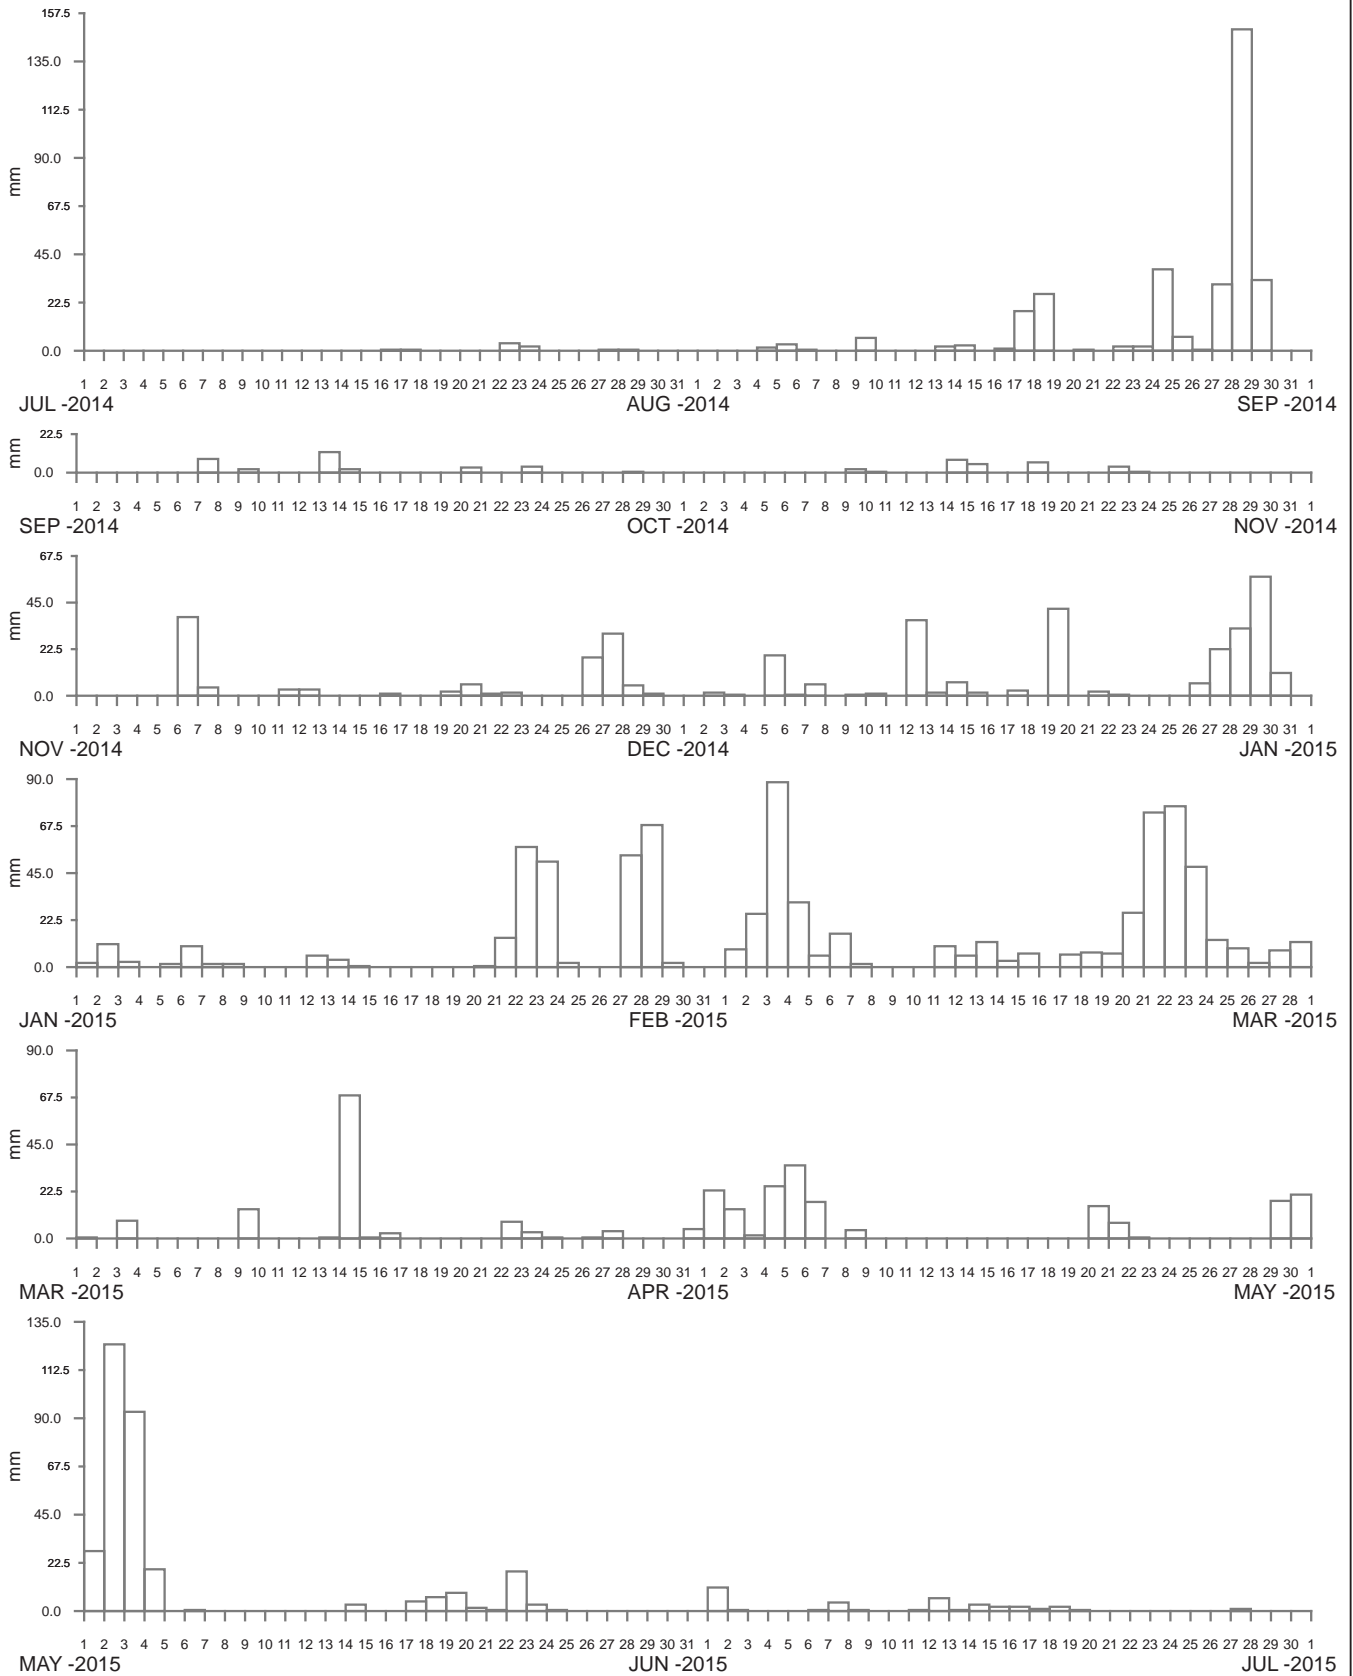 157.5
135.0
112.5
90.0
67.5
45.0
22.5
0.0
mm
1 2 3 4 5 6 7 8 9 10 11 12 13 14 15 16 17 18 19 20 21 22 23 24 25 26 27 28 29 30 31 1 2 3 4 5 6 7 8 9 10 11 12 13 14 15 16 17 18 19 20 21 22 23 24 25 26 27 28 29 30 31 1
JUL -2014 AUG -2014 SEP -2014
22.5
0.0
mm
1 2 3 4 5 6 7 8 9 10 11 12 13 14 15 16 17 18 19 20 21 22 23 24 25 26 27 28 29 30 1 2 3 4 5 6 7 8 9 10 11 12 13 14 15 16 17 18 19 20 21 22 23 24 25 26 27 28 29 30 31 1
SEP -2014 OCT -2014 NOV -2014
67.5
45.0
22.5
0.0
mm
1 2 3 4 5 6 7 8 9 10 11 12 13 14 15 16 17 18 19 20 21 22 23 24 25 26 27 28 29 30 1 2 3 4 5 6 7 8 9 10 11 12 13 14 15 16 17 18 19 20 21 22 23 24 25 26 27 28 29 30 31 1
NOV -2014 DEC -2014 JAN -2015
90.0
67.5
45.0
22.5
0.0
mm
1 2 3 4 5 6 7 8 9 10 11 12 13 14 15 16 17 18 19 20 21 22 23 24 25 26 27 28 29 30 31 1 2 3 4 5 6 7 8 9 10 11 12 13 14 15 16 17 18 19 20 21 22 23 24 25 26 27 28 1
JAN -2015 FEB -2015 MAR -2015
90.0
67.5
45.0
22.5
0.0
mm
1 2 3 4 5 6 7 8 9 10 11 12 13 14 15 16 17 18 19 20 21 22 23 24 25 26 27 28 29 30 31 1 2 3 4 5 6 7 8 9 10 11 12 13 14 15 16 17 18 19 20 21 22 23 24 25 26 27 28 29 30 1
MAR -2015 APR -2015 MAY -2015
135.0
112.5
90.0
67.5
45.0
22.5
0.0
mm
1 2 3 4 5 6 7 8 9 10 11 12 13 14 15 16 17 18 19 20 21 22 23 24 25 26 27 28 29 30 31 1 2 3 4 5 6 7 8 9 10 11 12 13 14 15 16 17 18 19 20 21 22 23 24 25 26 27 28 29 30 1
MAY -2015 JUN -2015 JUL -2015